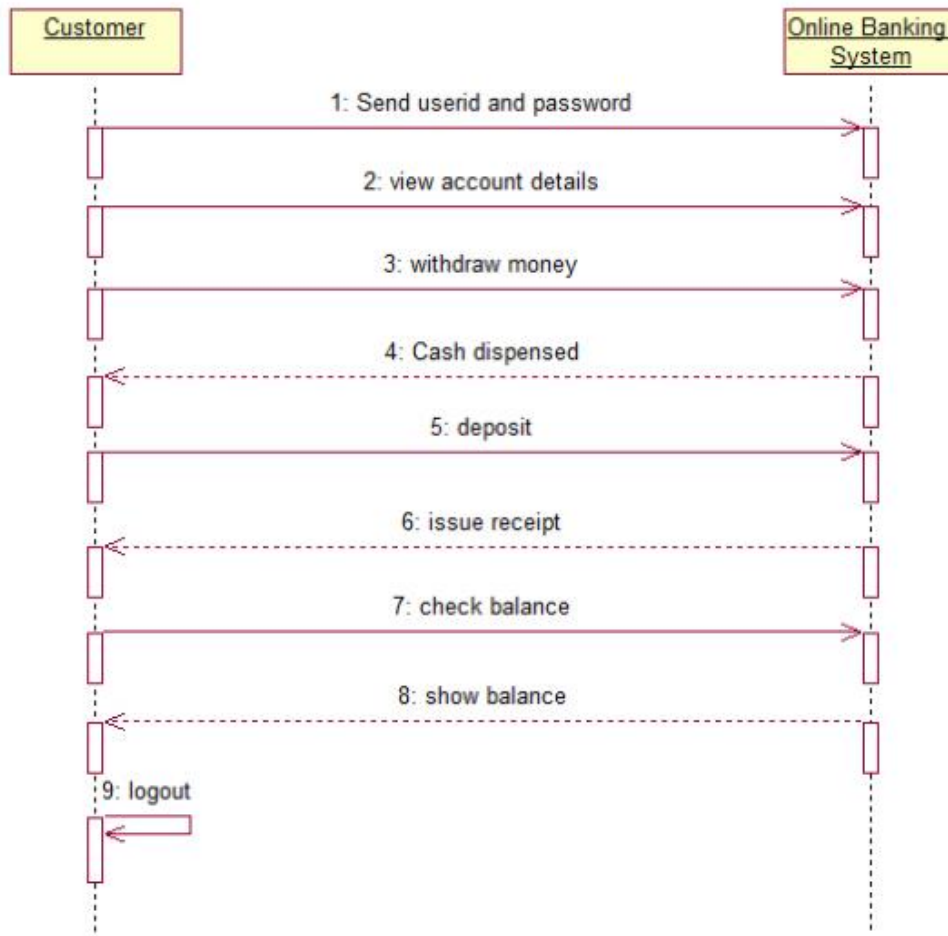 Customer
Online Banking
System
1: Send userid and password
2: view account details
3: withdraw money
4: Cash dispensed
5: deposit
6: issue receipt
7: check balance
8: show balance
9: logout